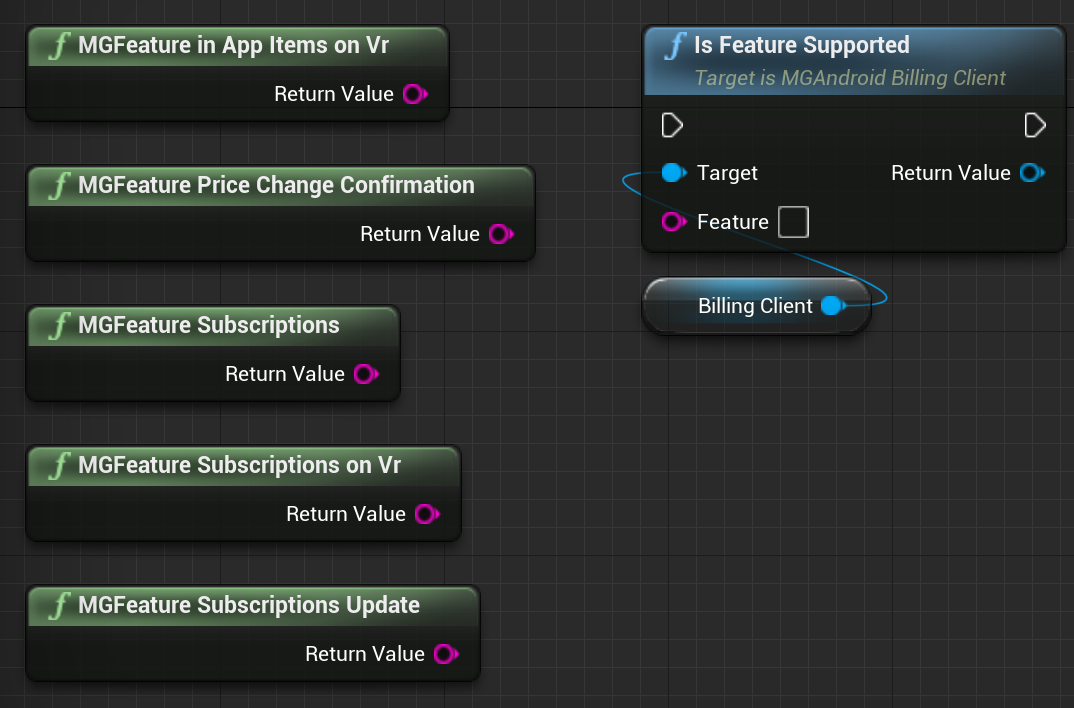 MGFeature in App Items on Vr
Return Value
MGFeature Price Change Confirmation
Return Value
MGFeature Subscriptions
Return Value
MGFeature Subscriptions on Vr
Return Value
MGFeature Subscriptions Update
Return Value
Is Feature Supported
Target is MGAndroid Billing Client
Target
Return Value
Feature
Billing Client